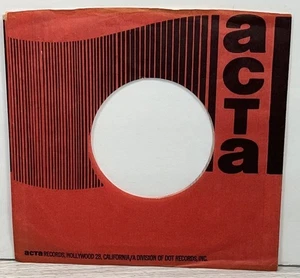 acTa
acta RECORDS, HOLLYWOOD 28, CALIFORNIA/A DIVISION OF DOT RECORDS, INC.